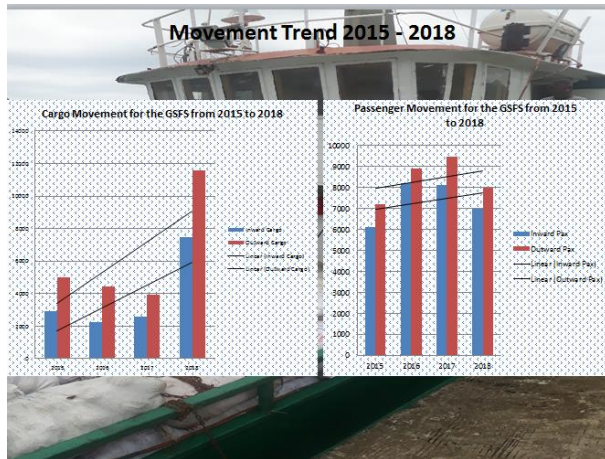 Movement Trend 2015 - 2018
Cargo Movement for the GSFS from 2015 to 2018
14000
12000
10000
8000
6000
4000
2000
0
2015 2016 2017 2018
Inward Cargo
Outward Cargo
Linear (Inward Cargo)
Linear (Outward Cargo)
Passenger Movement for the GSFS from 2015
to 2018
10000
9000
8000
7000
6000
5000
4000
3000
2000
1000
0
2015 2016 2017 2018
Inward Pax
Outward Pax
Linear (Inward Pax)
Linear (Outward Pax)